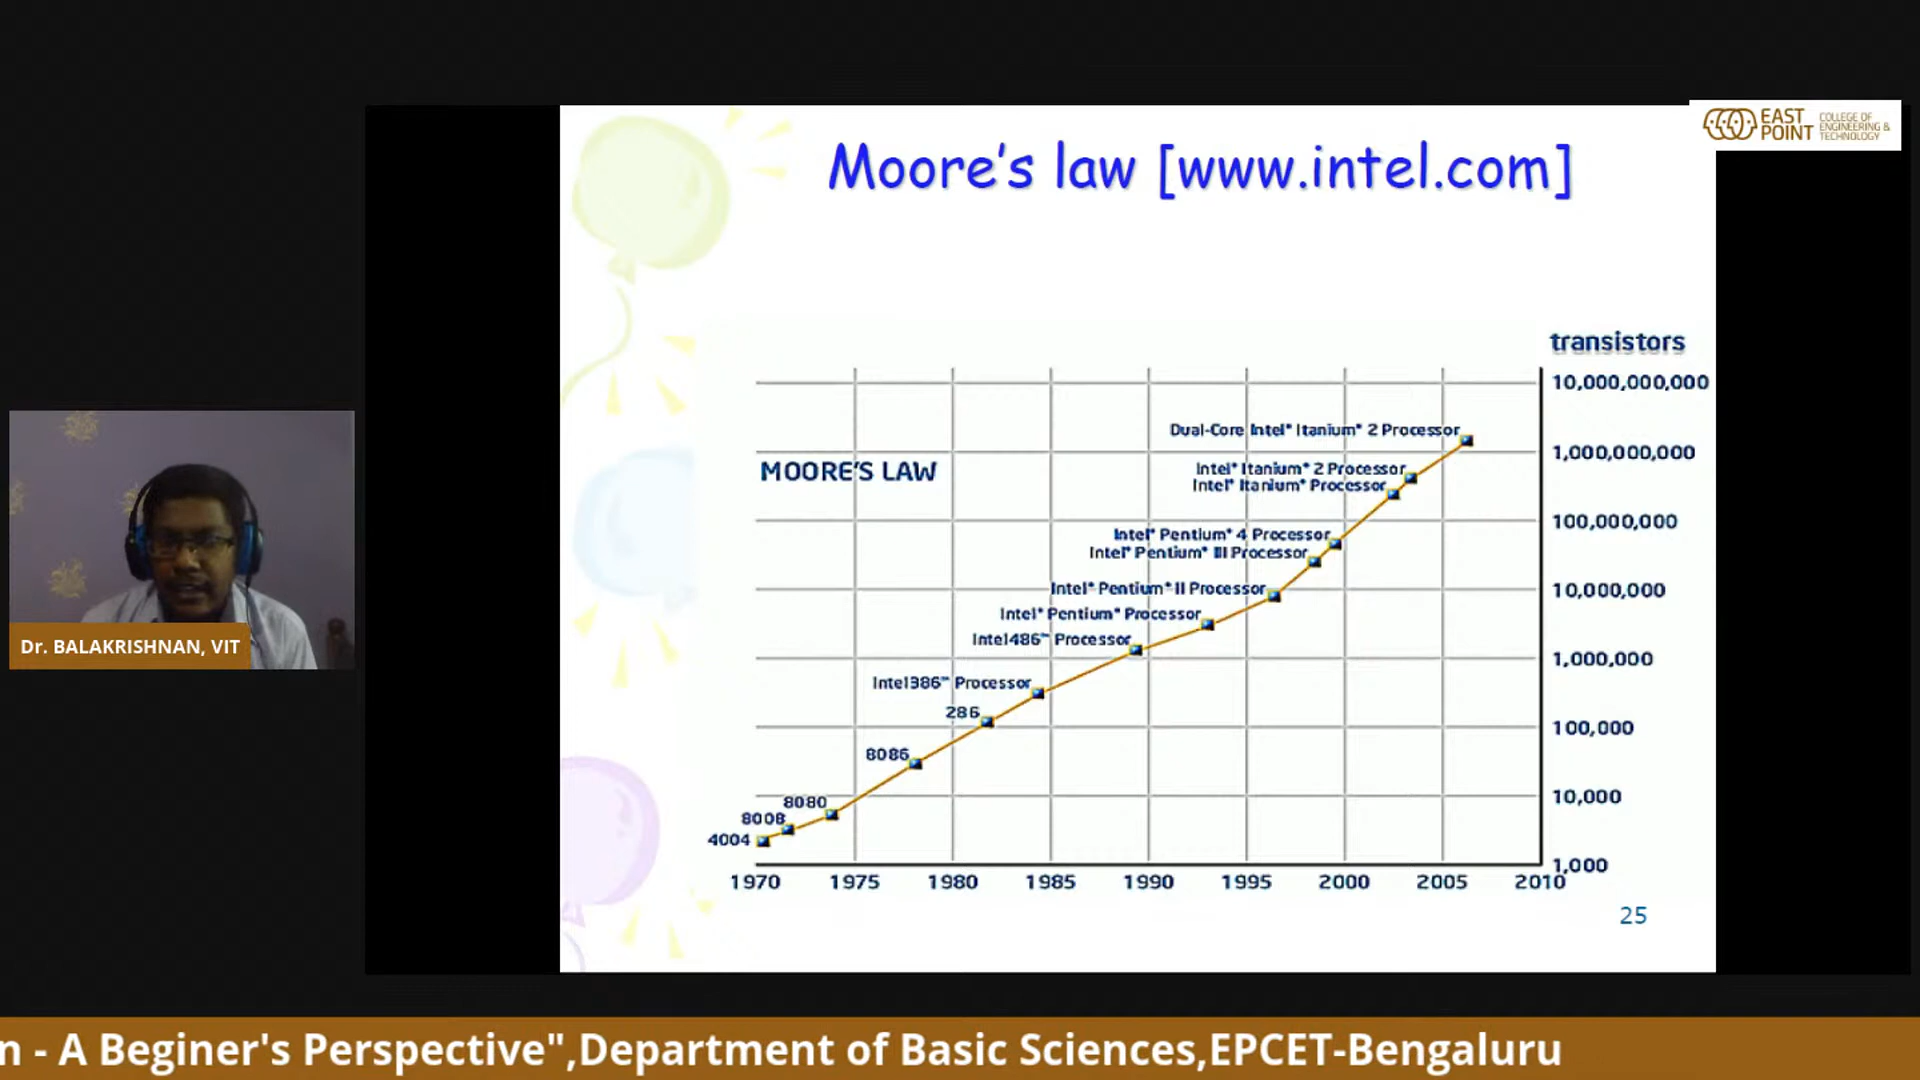 EAST
POINT
COLLEGE OF
ENGINEERING &
TECHNOLOGY
Moore's law [www.intel.com]
transistors
10,000,000,000
Dual-Core Intel® Itanium® 2 Processor
1,000,000,000
MOORE'S LAW
Intel® Itanium® 2 Processor
Intel® Itanium® Processor
100,000,000
Intel® Pentium® 4 Processor
Intel® Pentium® III Processor
Intel® Pentium® II Processor
10,000,000
Intel® Pentium® Processor
Intel486™ Processor
1,000,000
Intel386™ Processor
286
100,000
8086
10,000
8080
8008
4004
1,000
1970 1975 1980 1985 1990 1995 2000 2005 2010
25
Dr. BALAKRISHNAN, VIT
n - A Beginer's Perspective",Department of Basic Sciences,EPCET-Bengaluru